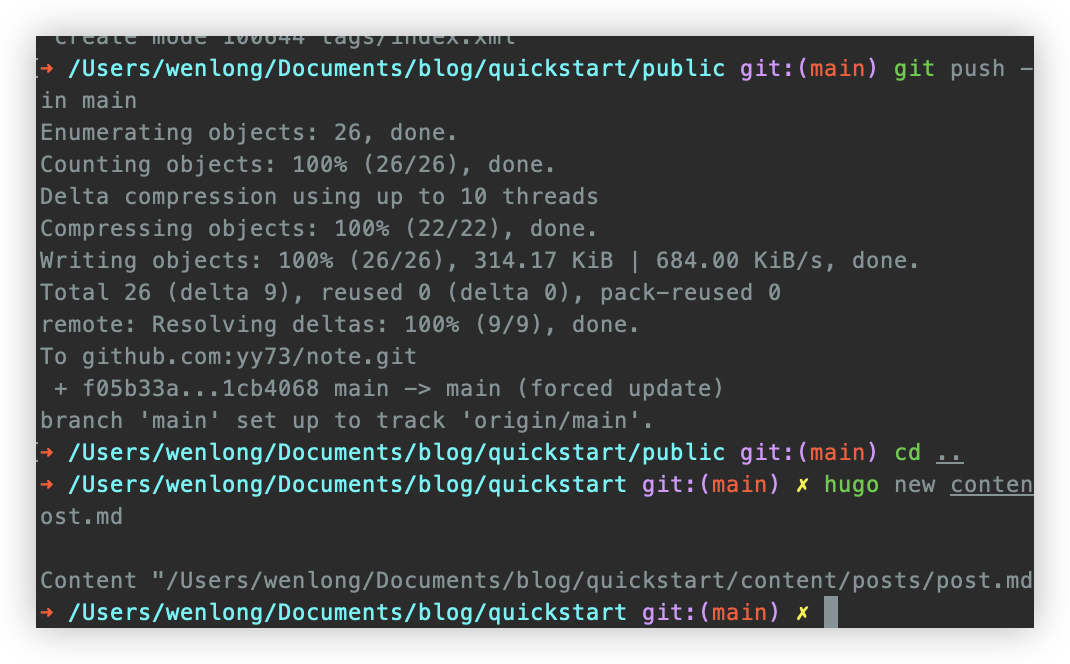 create mode 100644 tags/index.xml
➜ /Users/wenlong/Documents/blog/quickstart/public git:(main) git push -
in main
Enumerating objects: 26, done.
Counting objects: 100% (26/26), done.
Delta compression using up to 10 threads
Compressing objects: 100% (22/22), done.
Writing objects: 100% (26/26), 314.17 KiB | 684.00 KiB/s, done.
Total 26 (delta 9), reused 0 (delta 0), pack-reused 0
remote: Resolving deltas: 100% (9/9), done.
To github.com:yy73/note.git
 + f05b33a...1cb4068 main -> main (forced update)
branch 'main' set up to track 'origin/main'.
➜ /Users/wenlong/Documents/blog/quickstart/public git:(main) cd ..
➜ /Users/wenlong/Documents/blog/quickstart git:(main) ✗ hugo new conten
ost.md
Content "/Users/wenlong/Documents/blog/quickstart/content/posts/post.md
➜ /Users/wenlong/Documents/blog/quickstart git:(main) ✗